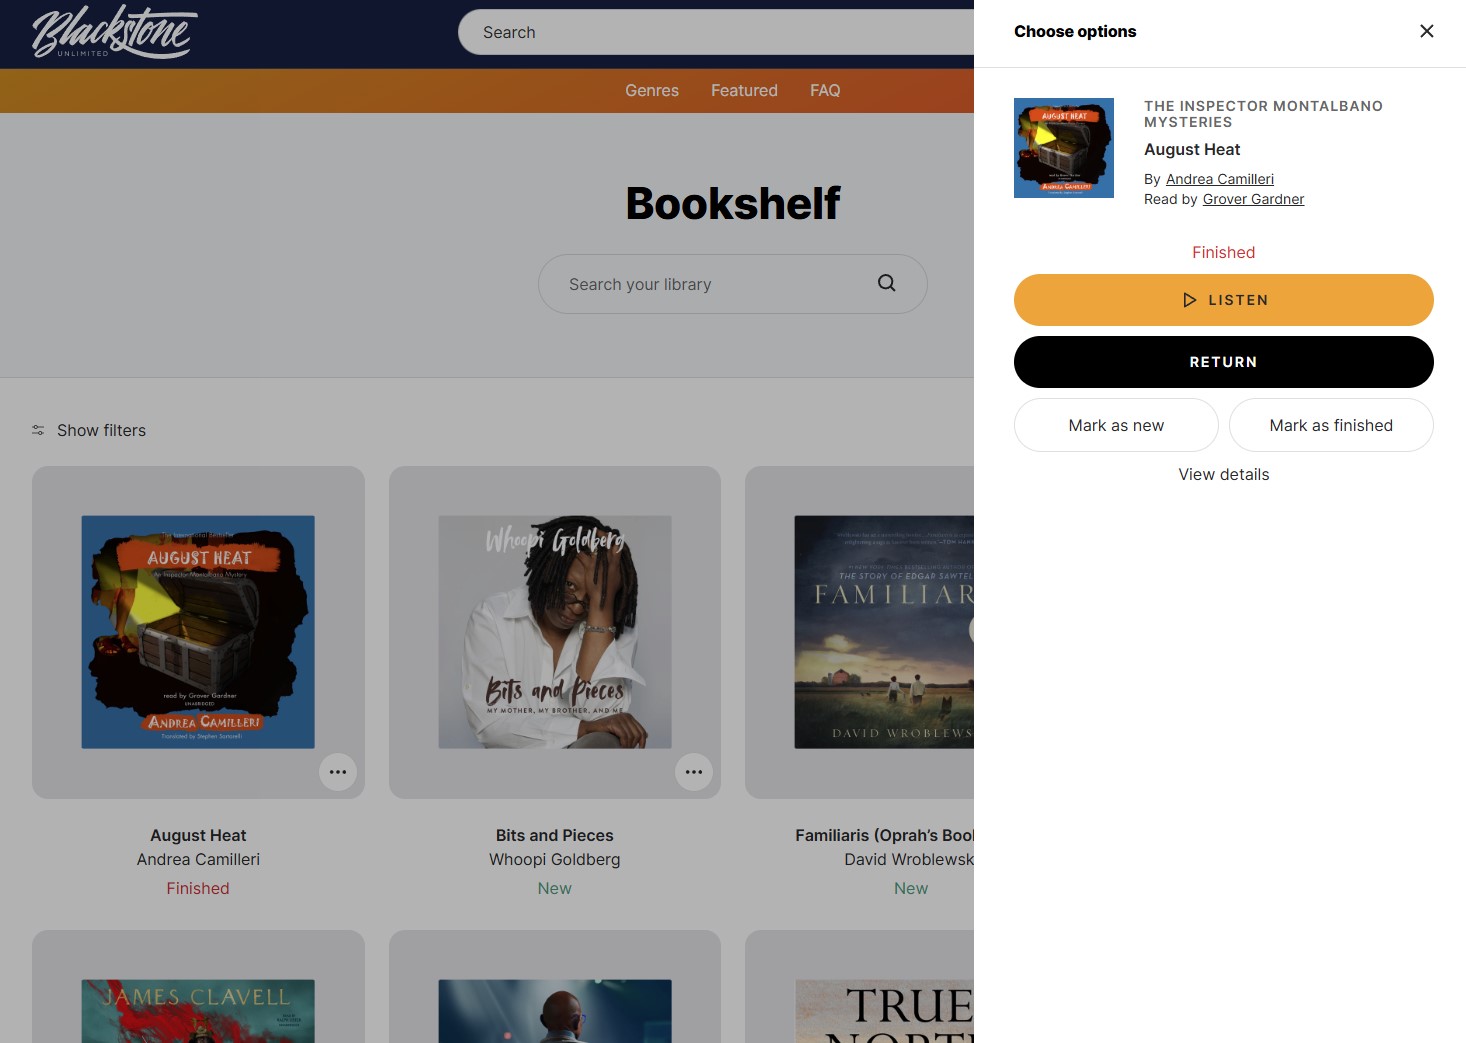 Blackstone
UNLIMITED
Search
Genres
Featured
FAQ
Bookshelf
Search your library
Show filters
The International Bestseller
AUGUST HEAT
An Inspector Montalbano Mystery
read by Grover Gardner
UNABRIDGED
ANDREA CAMILLERI
Translated by Stephen Sartarelli
August Heat
Andrea Camilleri
Finished
Whoopi Goldberg
Bits and Pieces
MY MOTHER, MY BROTHER, AND ME
Bits and Pieces
Whoopi Goldberg
New
THE STORY OF EDGAR SAWTEL
FAMILIAR
DAVID WROBLEWS
Familiaris (Oprah's Book
David Wroblewsk
New
JAMES CLAVELL
TRUE
NORTH
Choose options
AUGUST HEAT
ANDREA CAMILLERI
THE INSPECTOR MONTALBANO
MYSTERIES
August Heat
By Andrea Camilleri
Read by Grover Gardner
Finished
LISTEN
RETURN
Mark as new
Mark as finished
View details